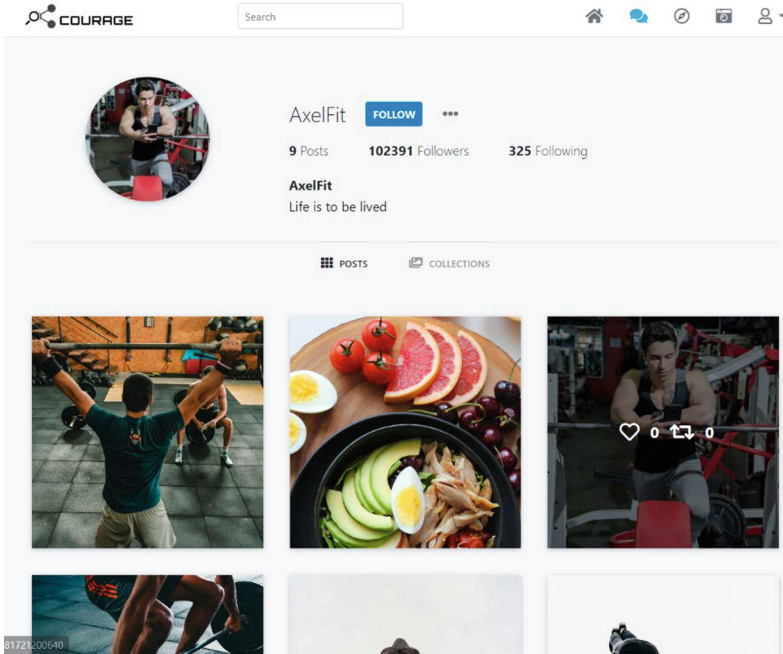 COURAGE
Search
AxelFit FOLLOW
9 Posts 102391 Followers 325 Following
AxelFit
Life is to be lived
POSTS COLLECTIONS
0 0
81721200640